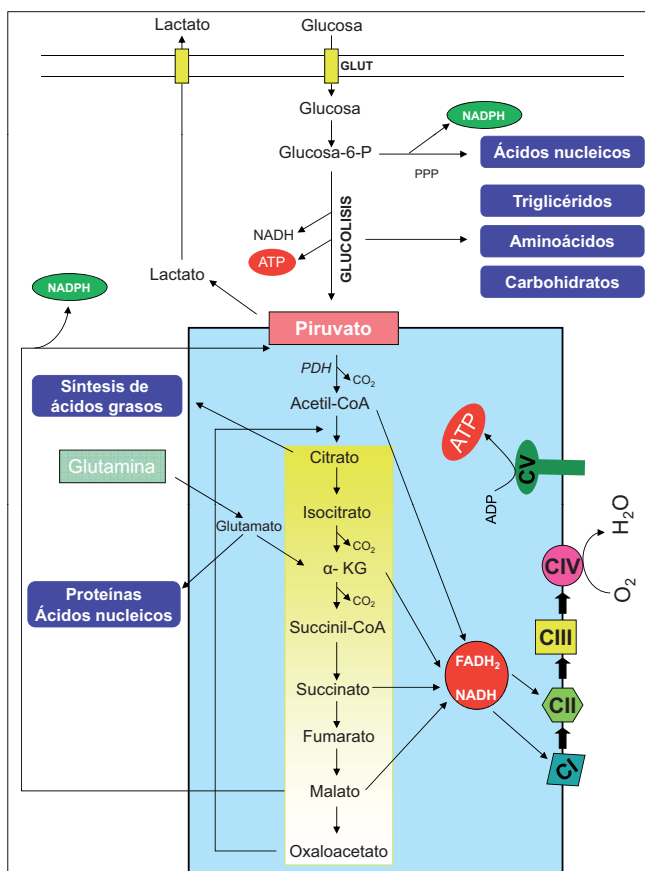 Lactato
Glucosa
GLUT
Glucosa
NADPH
Glucosa-6-P
Ácidos nucleicos
PPP
Triglicéridos
NADH
GLUCOLISIS
Aminoácidos
ATP
Lactato
Carbohidratos
NADPH
Piruvato
PDH
CO₂
Síntesis de
ácidos grasos
Acetil-CoA
ATP
CV
Citrato
Glutamina
ADP
Isocitrato
H₂O
Glutamato
CO₂
CIV
α- KG
O₂
Proteínas
Ácidos nucleicos
CO₂
Succinil-CoA
CIII
FADH₂
NADH
Succinato
CII
Fumarato
CI
Malato
Oxaloacetato